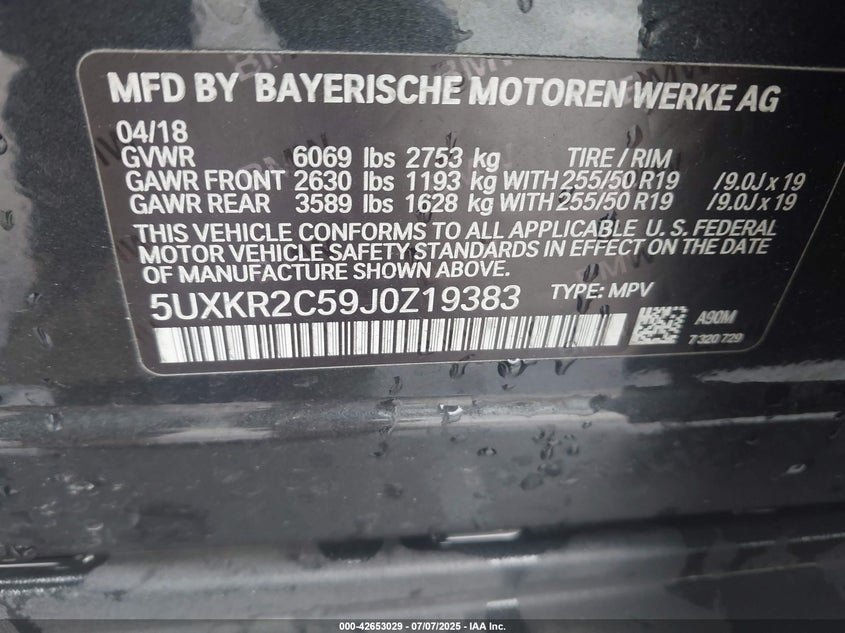 MFD BY BAYERISCHE MOTOREN WERKE AG
04/18
GVWR 6069 lbs 2753 kg TIRE / RIM
GAWR FRONT 2630 lbs 1193 kg WITH 255/50 R19 /9.0J x 19
GAWR REAR 3589 lbs 1628 kg WITH 255/50 R19 /9.0J x 19
THIS VEHICLE CONFORMS TO ALL APPLICABLE U. S. FEDERAL
MOTOR VEHICLE SAFETY STANDARDS IN EFFECT ON THE DATE
OF MANUFACTURE SHOWN ABOVE.
5UXKR2C59J0Z19383 TYPE: MPV
A90M
7 320 729
000-42653029 - 07/07/2025 - IAA Inc.